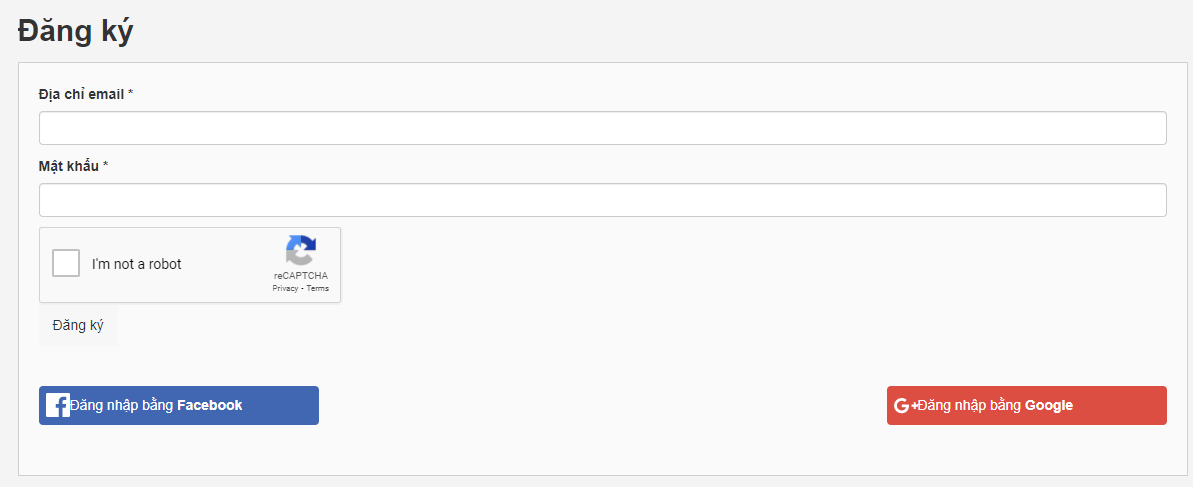 Đăng ký
Địa chỉ email *
Mật khẩu *
I'm not a robot
reCAPTCHA
Privacy - Terms
Đăng ký
Đăng nhập bằng Facebook
G+Đăng nhập bằng Google